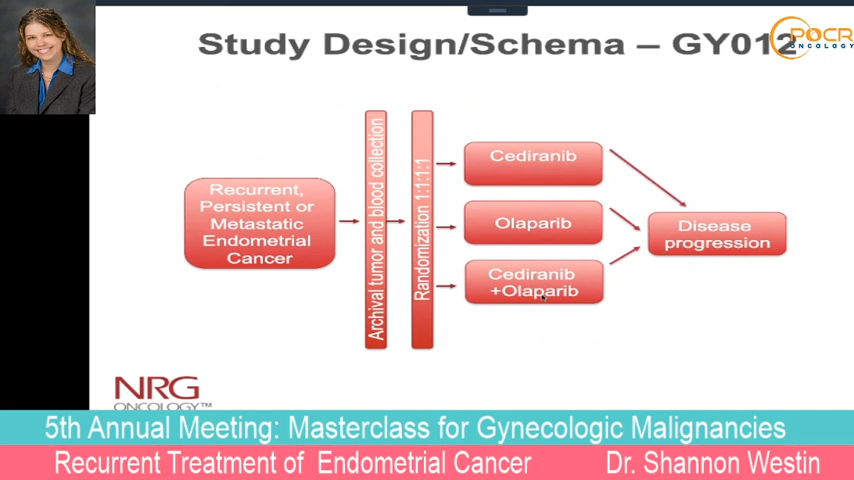 POCR
ONCOLOGY
Study Design/Schema – GY012
Recurrent,
Persistent or
Metastatic
Endometrial
Cancer
Archival tumor and blood collection
Randomization 1:1:1:1
Cediranib
Olaparib
Cediranib
+Olaparib
Disease
progression
NRG
ONCOLOGY™
5th Annual Meeting: Masterclass for Gynecologic Malignancies
Recurrent Treatment of Endometrial Cancer Dr. Shannon Westin